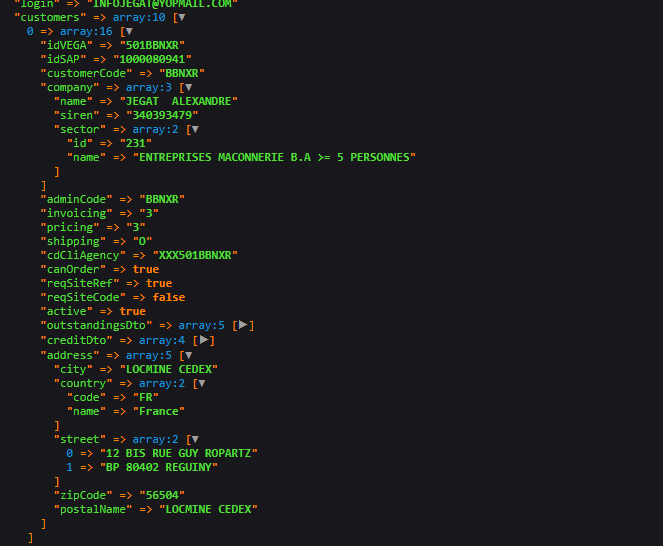 "login" => "INFOJEGAT@YOPMAIL.COM"
"customers" => array:10 [▼
0 => array:16 [▼
"idVEGA" => "501BBNXR"
"idSAP" => "1000080941"
"customerCode" => "BBNXR"
"company" => array:3 [▼
"name" => "JEGAT  ALEXANDRE"
"siren" => "340393479"
"sector" => array:2 [▼
"id" => "231"
"name" => "ENTREPRISES MACONNERIE B.A >= 5 PERSONNES"
]
]
"adminCode" => "BBNXR"
"invoicing" => "3"
"pricing" => "3"
"shipping" => "O"
"cdCliAgency" => "XXX501BBNXR"
"canOrder" => true
"reqSiteRef" => true
"reqSiteCode" => false
"active" => true
"outstandingsDto" => array:5 [▶]
"creditDto" => array:4 [▶]
"address" => array:5 [▼
"city" => "LOCMINE CEDEX"
"country" => array:2 [▼
"code" => "FR"
"name" => "France"
]
"street" => array:2 [▼
0 => "12 BIS RUE GUY ROPARTZ"
1 => "BP 80402 REGUINY"
]
"zipCode" => "56504"
"postalName" => "LOCMINE CEDEX"
]
]